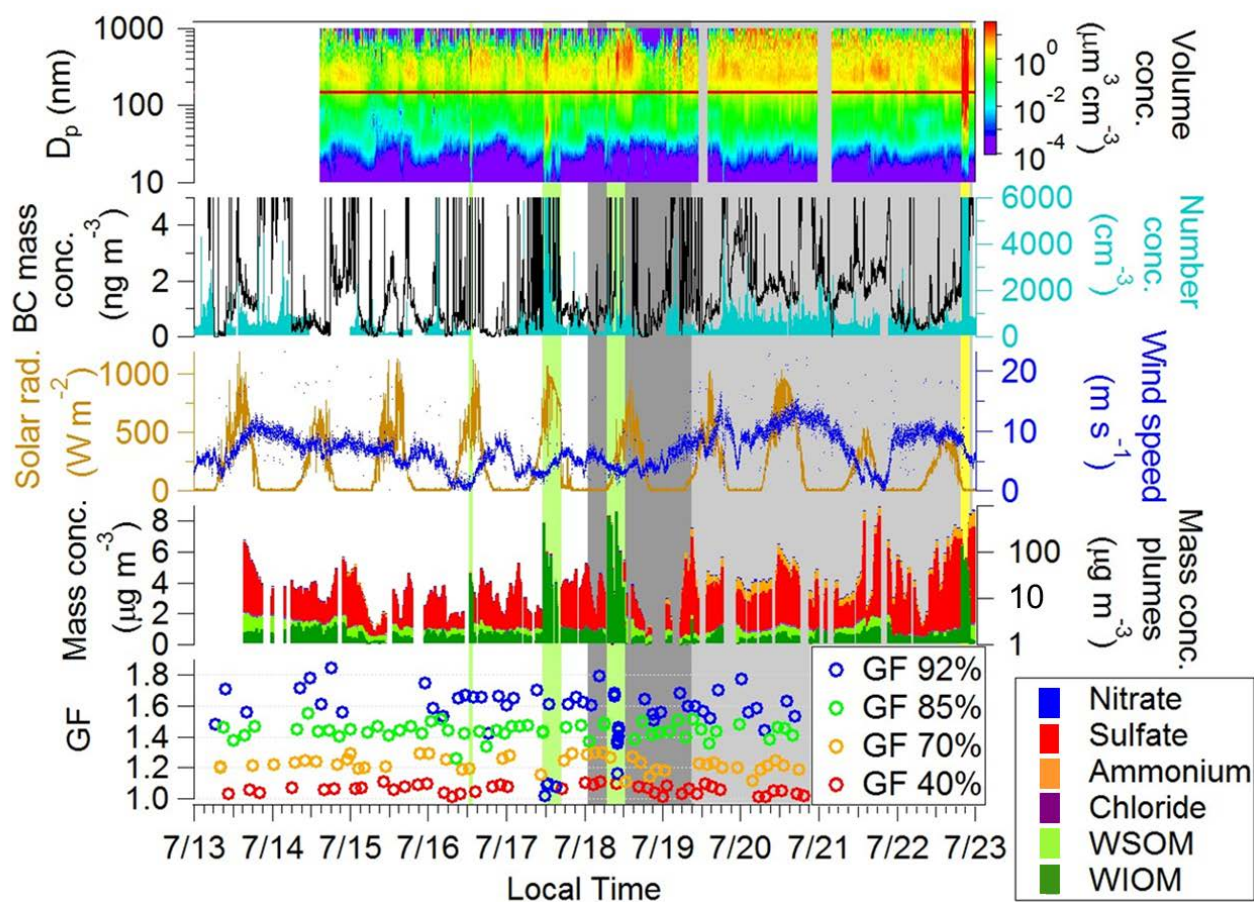 1000
100
10
D_p (nm)
10^0
10^-2
10^-4
(µm^3 cm^-3)
Volume
conc.
4
2
0
BC mass
conc.
(ng m^-3)
6000
4000
2000
0
Number
conc.
(cm^-3)
1000
500
0
Solar rad.
(W m^-2)
20
10
0
Wind speed
(m s^-1)
8
6
4
2
0
Mass conc.
(µg m^-3)
100
10
1
Mass conc.
plumes
(µg m^-3)
1.8
1.6
1.4
1.2
1.0
GF
GF 92%
GF 85%
GF 70%
GF 40%
7/13 7/14 7/15 7/16 7/17 7/18 7/19 7/20 7/21 7/22 7/23
Local Time
Nitrate
Sulfate
Ammonium
Chloride
WSOM
WIOM